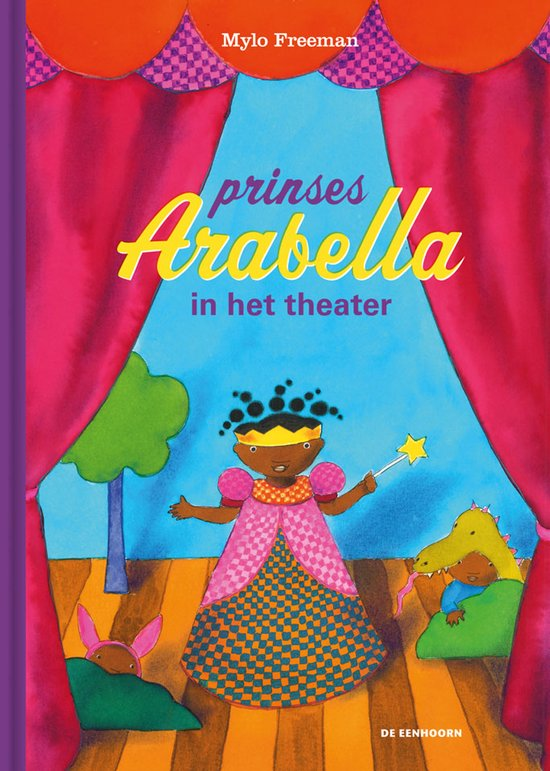 Mylo Freeman
prinses
Arabella
in het theater
DE EENHOORN